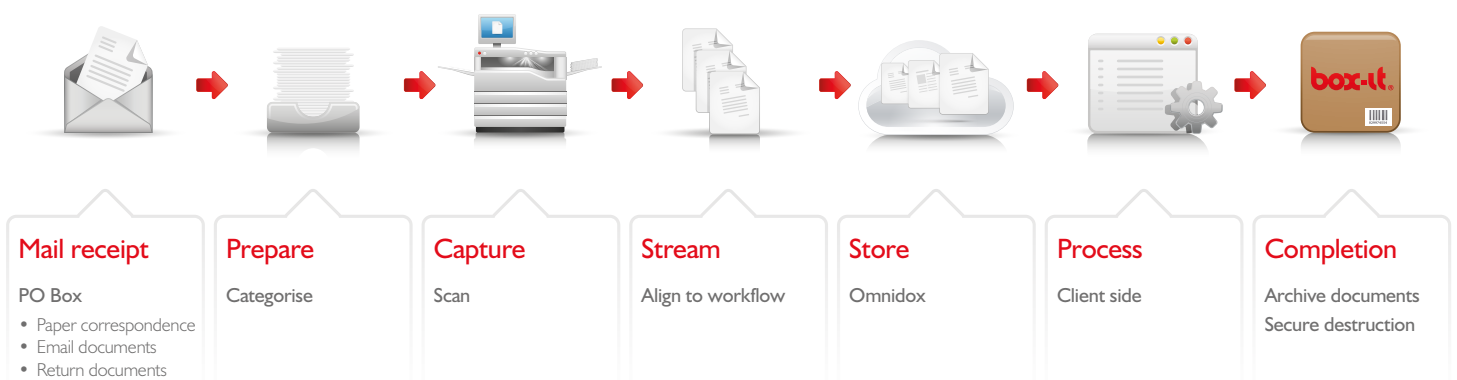 box-it.
Mail receipt
PO Box
• Paper correspondence
• Email documents
• Return documents
Prepare
Categorise
Capture
Scan
Stream
Align to workflow
Store
Omnidox
Process
Client side
Completion
Archive documents
Secure destruction